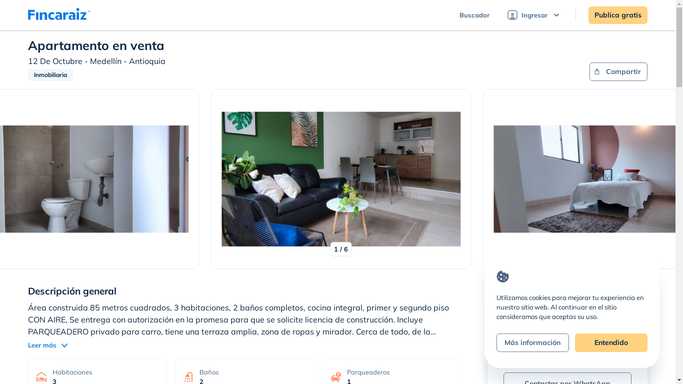 Fincaraiz
Buscador
Ingresar
Publica gratis
Apartamento en venta
12 De Octubre - Medellín - Antioquia
Inmobiliaria
Compartir
1 / 6
Descripción general
Área construida 85 metros cuadrados, 3 habitaciones, 2 baños completos, cocina integral, primer y segundo piso
CON AIRE, Se entrega con autorización en la promesa para que se solicite licencia de construcción. Incluye
PARQUEADERO privado para carro, tiene una terraza amplia, zona de ropas y mirador. Cerca de todo, de la...
Leer más
Habitaciones
3
Baños
2
Parqueaderos
1
Utilizamos cookies para mejorar tu experiencia en
nuestro sitio web. Al continuar en el sitio
consideramos que aceptas su uso.
Más información
Entendido
Contactar por WhatsApp